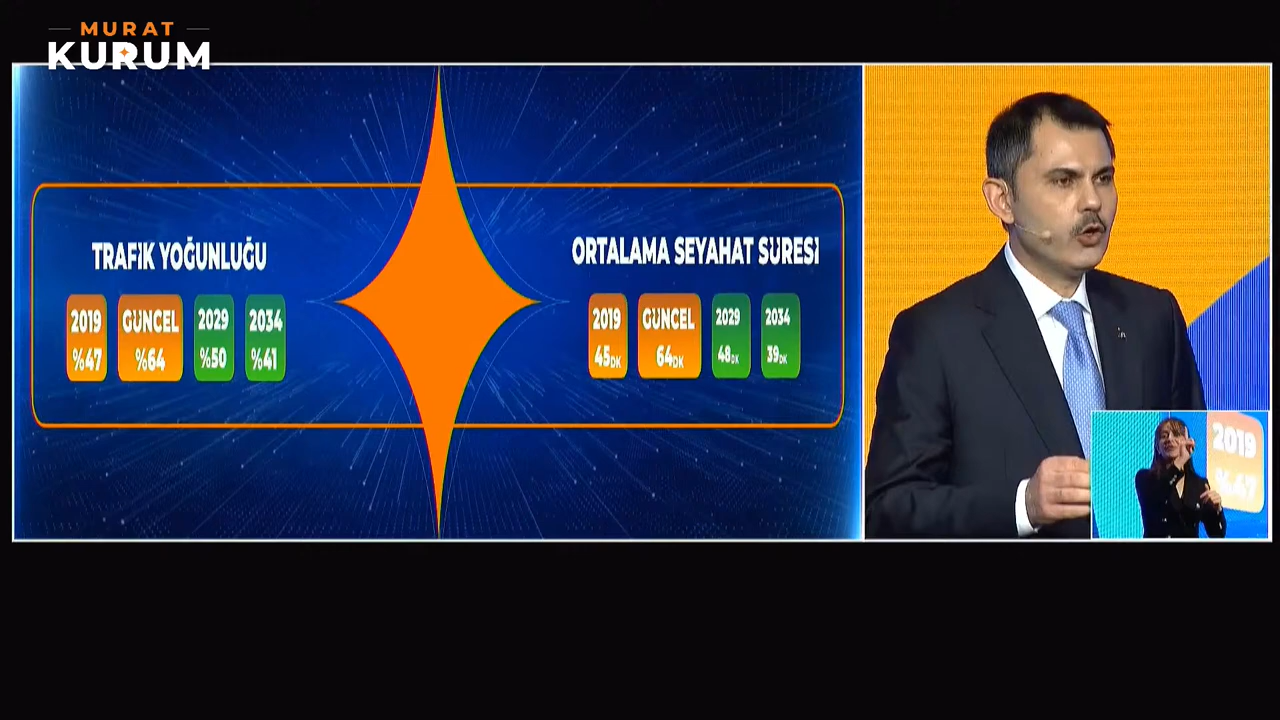 MURAT
KURUM
TRAFİK YOĞUNLUĞU
2019
%47
GÜNCEL
%64
2029
%50
2034
%41
ORTALAMA SEYAHAT SÜRESİ
2019
45DK
GÜNCEL
64DK
2029
48DK
2034
39DK
2019
%47